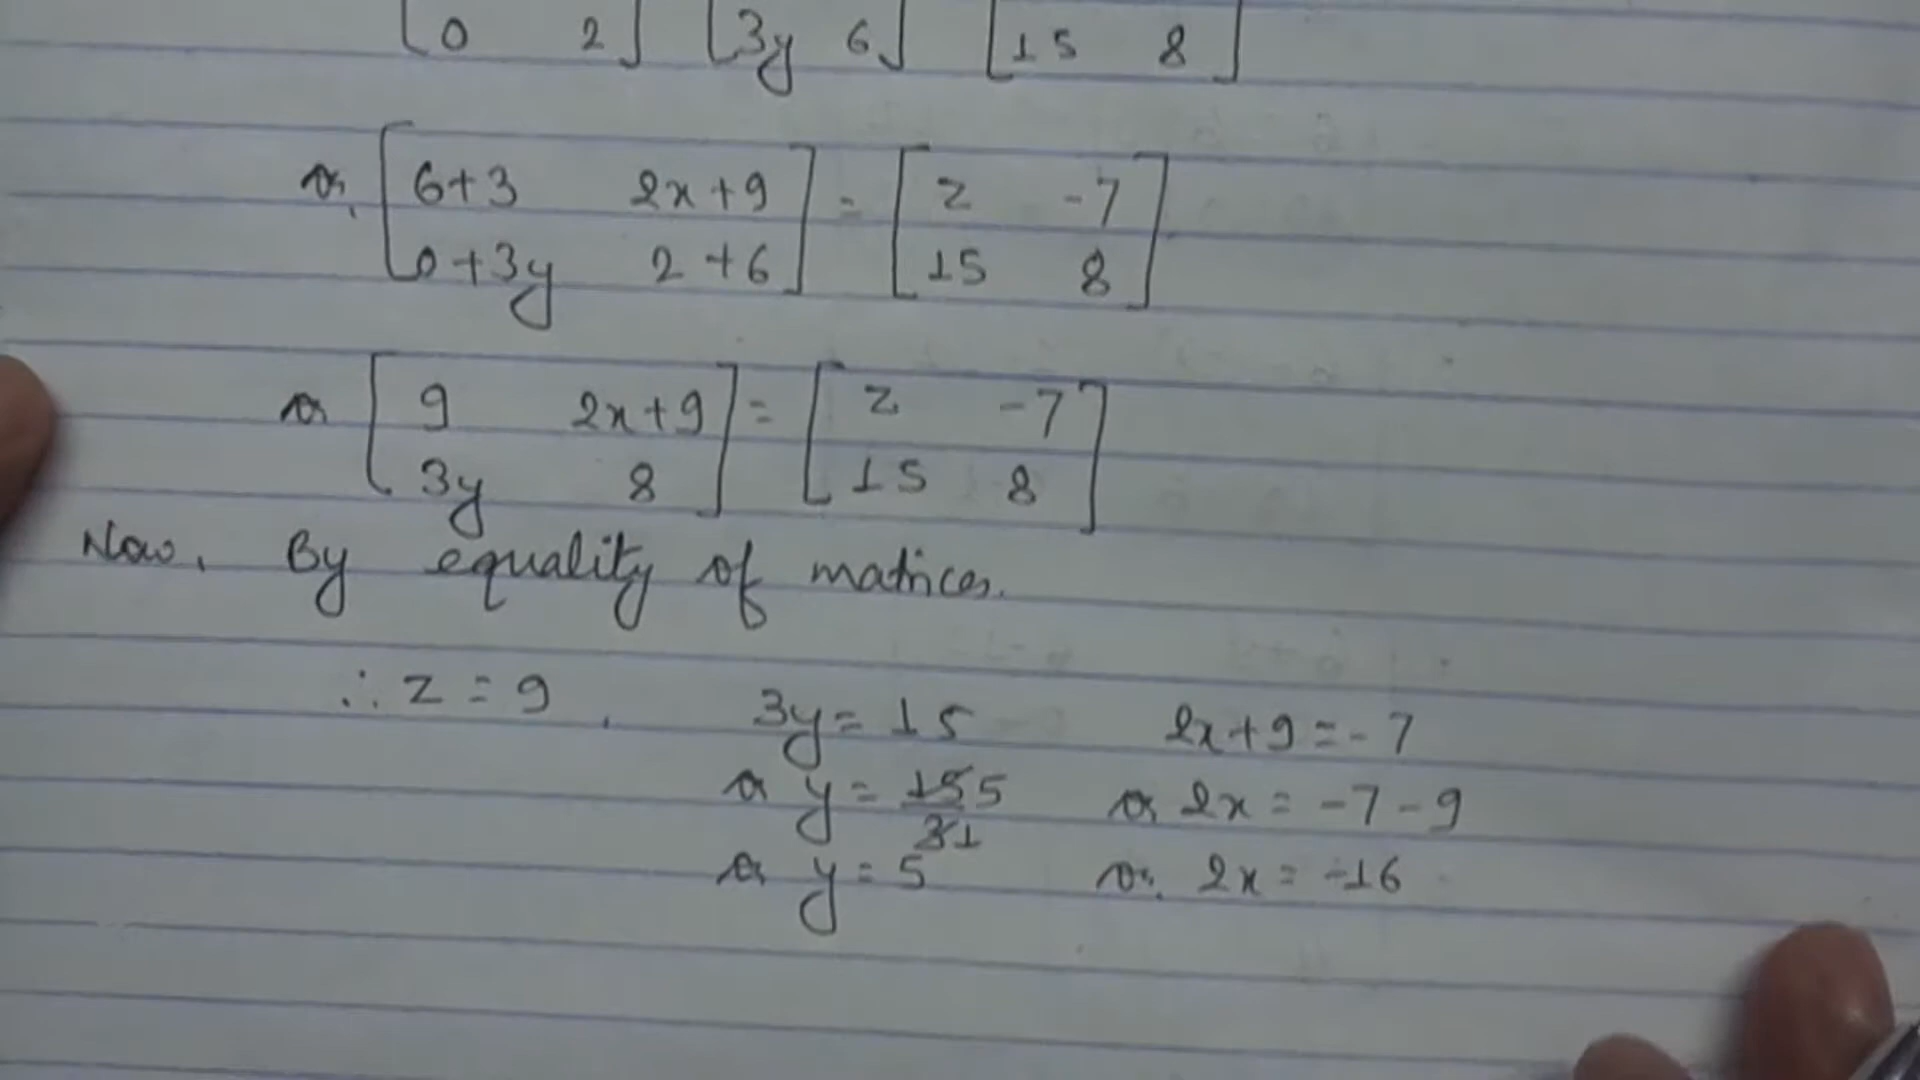 [0 2] [3y 6] [15 8]
or, [6+3 2x+9] = [z -7]
[0+3y 2+6] [15 8]
or [9 2x+9] = [z -7]
[3y 8] [15 8]
Now, By equality of matrices.
∴ z = 9, 3y = 15 2x+9 = -7
or y = 15 5 / 3 1 or, 2x = -7-9
or y = 5 or, 2x = -16